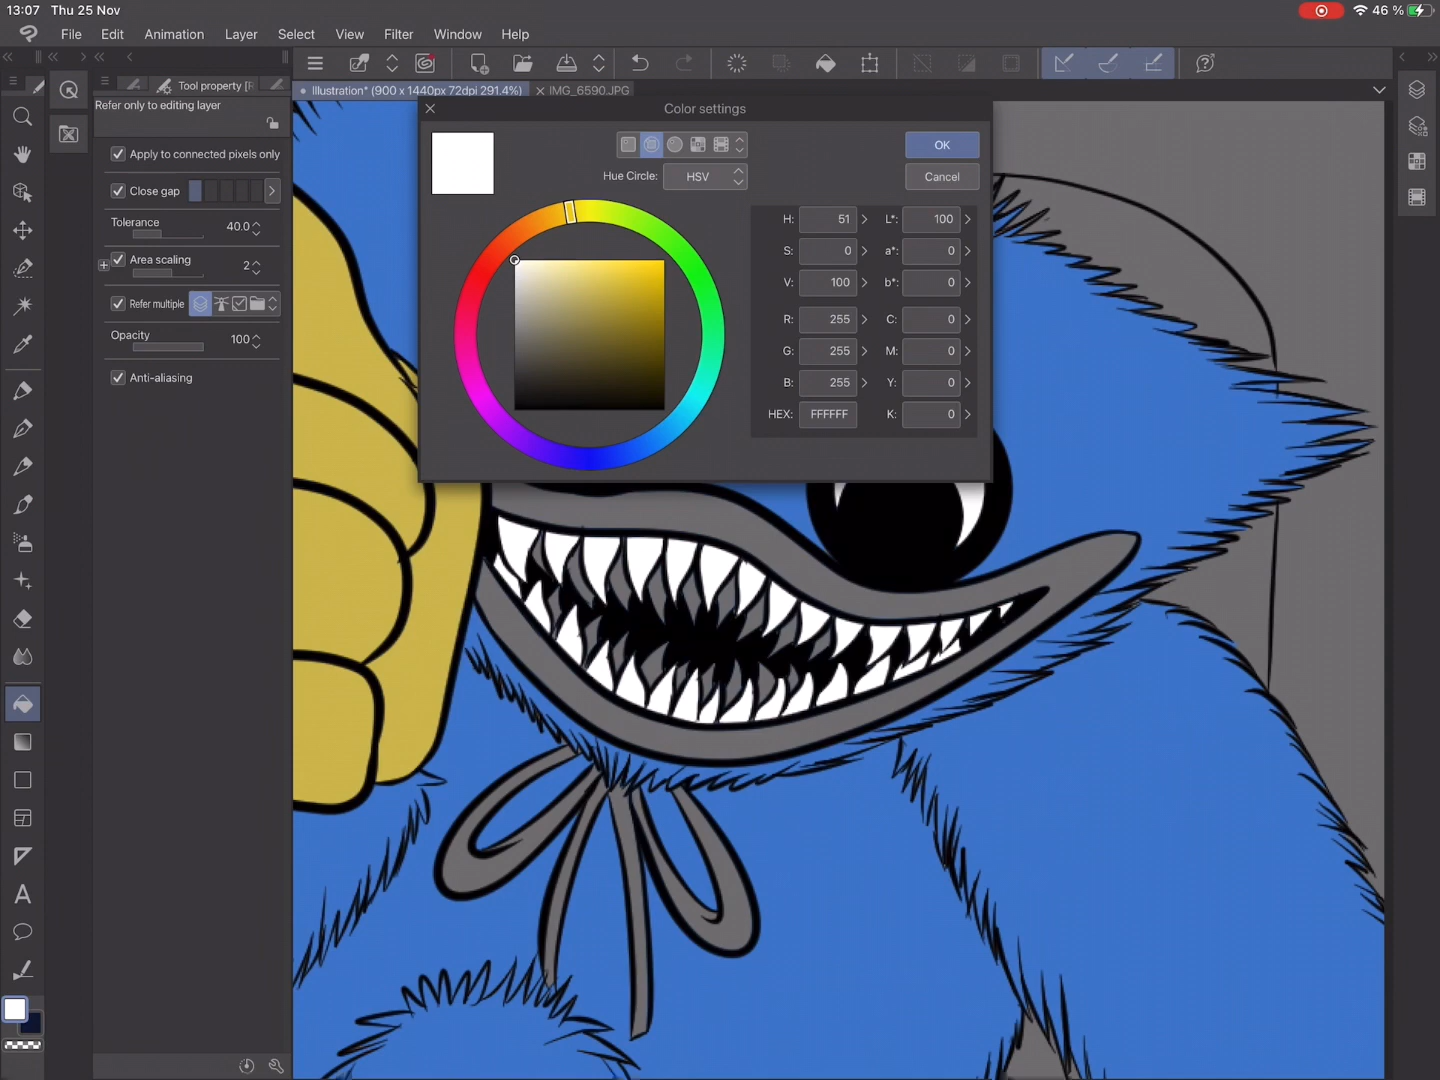 13:07 Thu 25 Nov
46 %
File Edit Animation Layer Select View Filter Window Help
Tool property [R
Illustration* (900 x 1440px 72dpi 291.4%) IMG_6590.JPG
Refer only to editing layer
Apply to connected pixels only
Close gap
Tolerance 40.0
Area scaling 2
Refer multiple
Opacity 100
Anti-aliasing
Color settings
OK
Hue Circle: HSV
Cancel
H: 51 L*: 100
S: 0 a*: 0
V: 100 b*: 0
R: 255 C: 0
G: 255 M: 0
B: 255 Y: 0
HEX: FFFFFF K: 0
A